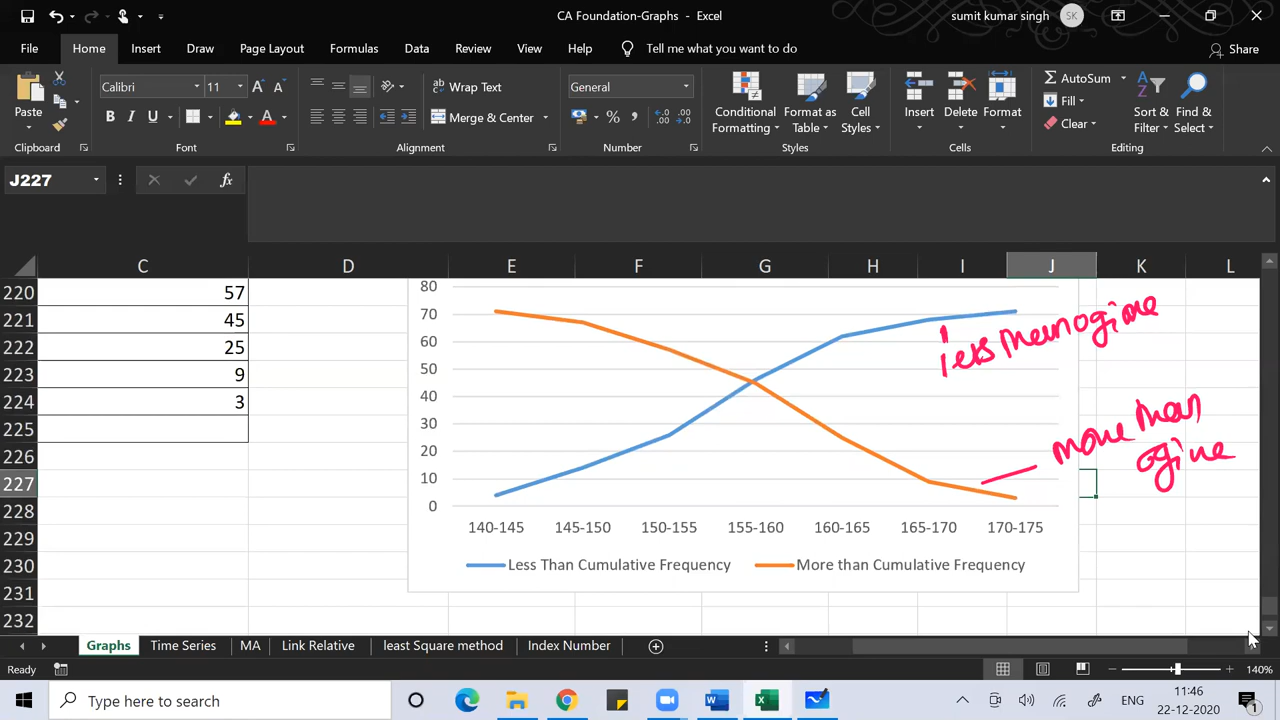 CA Foundation-Graphs - Excel
sumit kumar singh SK
File Home Insert Draw Page Layout Formulas Data Review View Help Tell me what you want to do Share
Paste
Clipboard
Calibri 11 A A
B I U A
Font
ab Wrap Text
Merge & Center
Alignment
General
% , .0 .00 .00 .0
Number
Conditional Formatting
Format as Table
Cell Styles
Styles
Insert Delete Format
Cells
AutoSum
Fill
Clear
Sort & Filter
Find & Select
Editing
J227 fx
C D E F G H I J K L
220 57
221 45
222 25
223 9
224 3
225
226
227
228
229
230
231
232
80
70
60
50
40
30
20
10
0
140-145 145-150 150-155 155-160 160-165 165-170 170-175
Less Than Cumulative Frequency More than Cumulative Frequency
less than ogive
more than
ogive
Graphs Time Series MA Link Relative least Square method Index Number
Ready 140%
Type here to search
ENG
11:46
22-12-2020
1